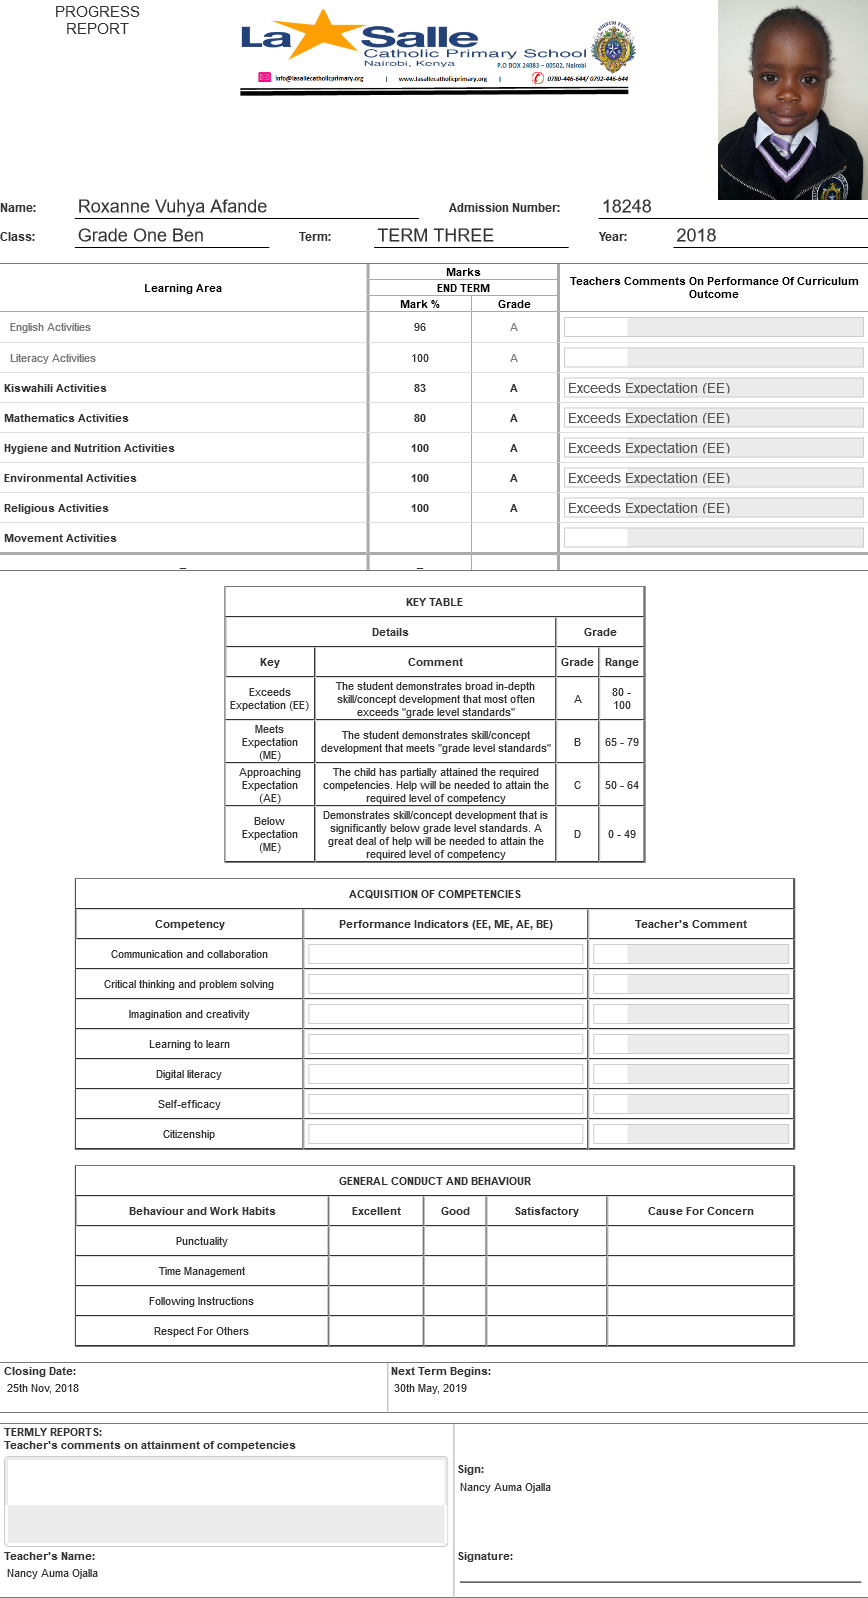 PROGRESS
REPORT
La Salle
Catholic Primary School
Nairobi, Kenya
P.O BOX 24083 – 00502, Nairobi
info@lasallecatholicprimary.org | www.lasallecatholicprimary.org | 0780-446-644/ 0792-446-644
Name: Roxanne Vuhya Afande Admission Number: 18248
Class: Grade One Ben Term: TERM THREE Year: 2018
Learning Area Marks Teachers Comments On Performance Of Curriculum Outcome
END TERM
Mark % Grade
English Activities 96 A
Literacy Activities 100 A
Kiswahili Activities 83 A Exceeds Expectation (EE)
Mathematics Activities 80 A Exceeds Expectation (EE)
Hygiene and Nutrition Activities 100 A Exceeds Expectation (EE)
Environmental Activities 100 A Exceeds Expectation (EE)
Religious Activities 100 A Exceeds Expectation (EE)
Movement Activities
_ _
KEY TABLE
Details Grade
Key Comment Grade Range
Exceeds Expectation (EE) The student demonstrates broad in-depth skill/concept development that most often exceeds "grade level standards" A 80 - 100
Meets Expectation (ME) The student demonstrates skill/concept development that meets "grade level standards" B 65 - 79
Approaching Expectation (AE) The child has partially attained the required competencies. Help will be needed to attain the required level of competency C 50 - 64
Below Expectation (ME) Demonstrates skill/concept development that is significantly below grade level standards. A great deal of help will be needed to attain the required level of competency D 0 - 49
ACQUISITION OF COMPETENCIES
Competency Performance Indicators (EE, ME, AE, BE) Teacher's Comment
Communication and collaboration
Critical thinking and problem solving
Imagination and creativity
Learning to learn
Digital literacy
Self-efficacy
Citizenship
GENERAL CONDUCT AND BEHAVIOUR
Behaviour and Work Habits Excellent Good Satisfactory Cause For Concern
Punctuality
Time Management
Following Instructions
Respect For Others
Closing Date: Next Term Begins:
25th Nov, 2018 30th May, 2019
TERMLY REPORTS:
Teacher's comments on attainment of competencies
Sign:
Nancy Auma Ojalla
Teacher's Name: Signature:
Nancy Auma Ojalla